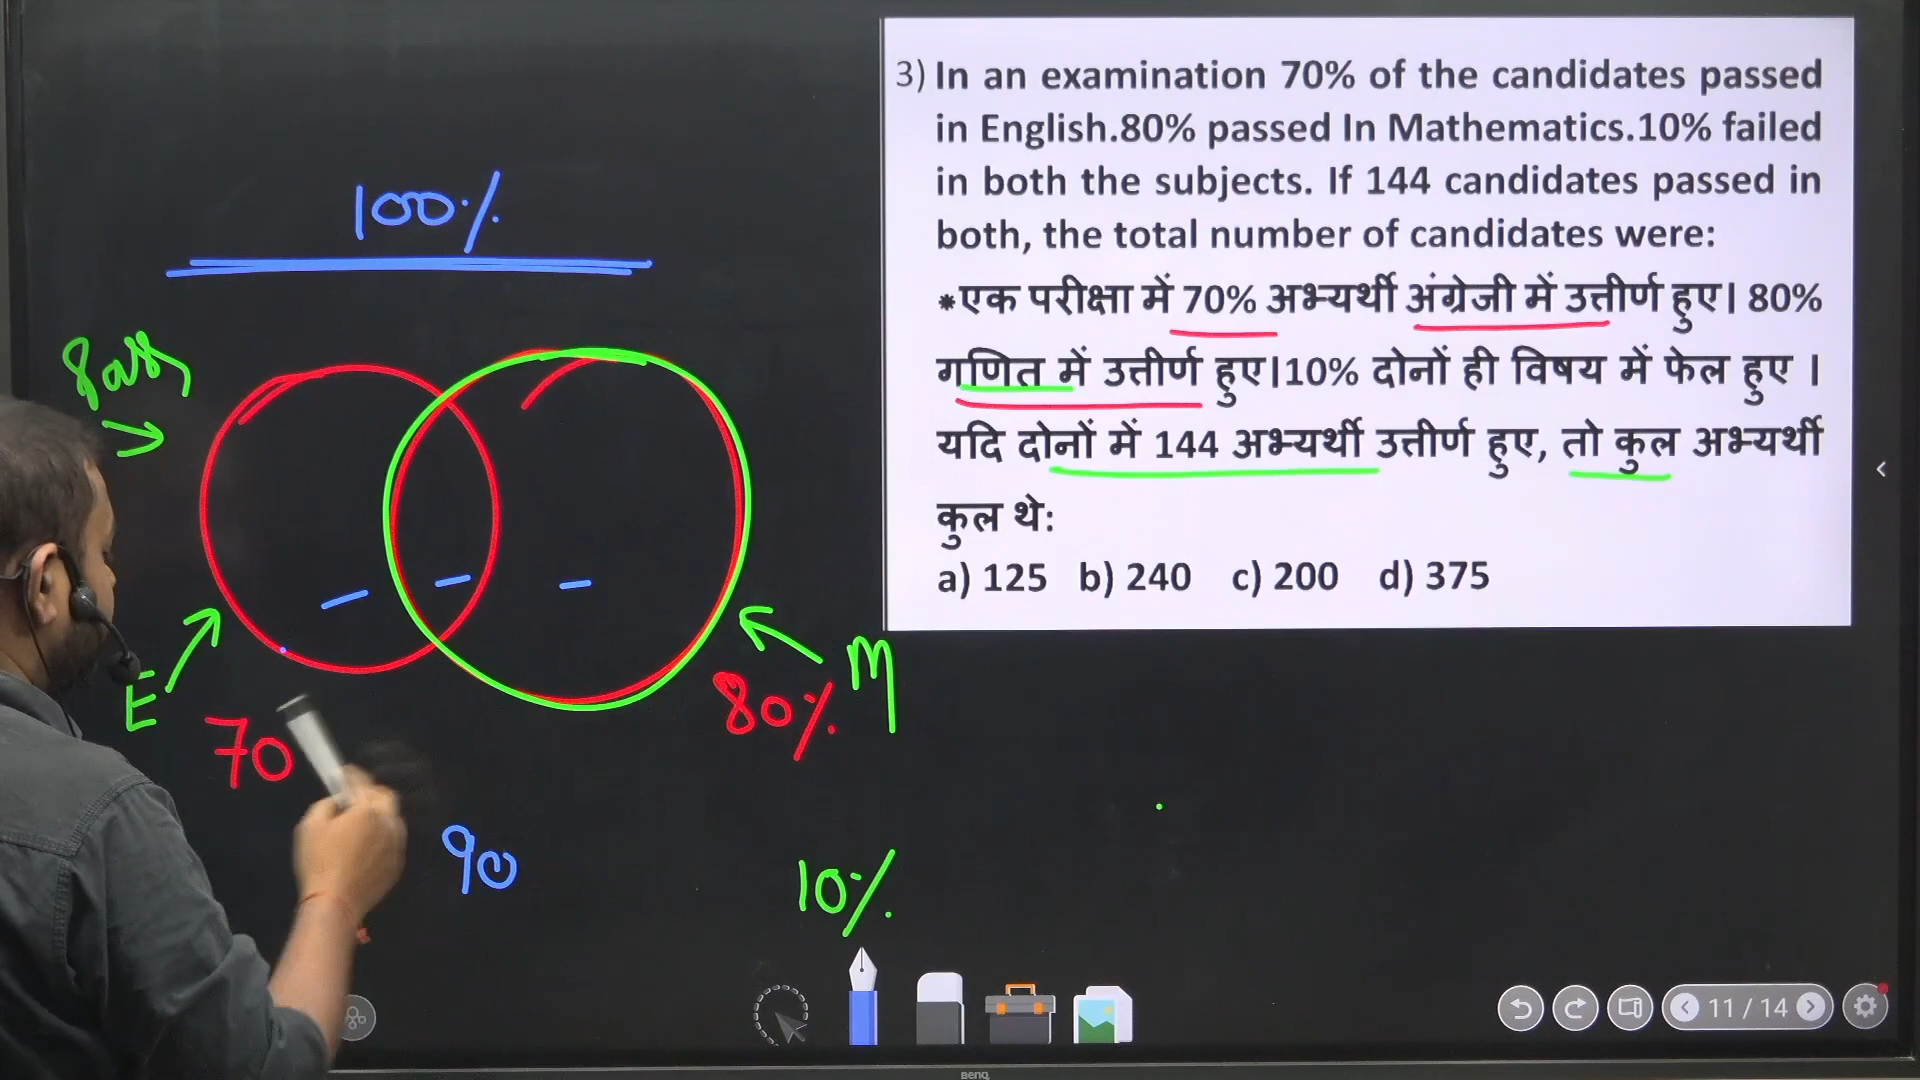 100%
E
70
80%
M
90
10%
3) In an examination 70% of the candidates passed
in English.80% passed In Mathematics.10% failed
in both the subjects. If 144 candidates passed in
both, the total number of candidates were:
*एक परीक्षा में 70% अभ्यर्थी अंग्रेजी में उत्तीर्ण हुए। 80%
गणित में उत्तीर्ण हुए।10% दोनों ही विषय में फेल हुए ।
यदि दोनों में 144 अभ्यर्थी उत्तीर्ण हुए, तो कुल अभ्यर्थी
कुल थे:
a) 125 b) 240 c) 200 d) 375
11 / 14
BenQ